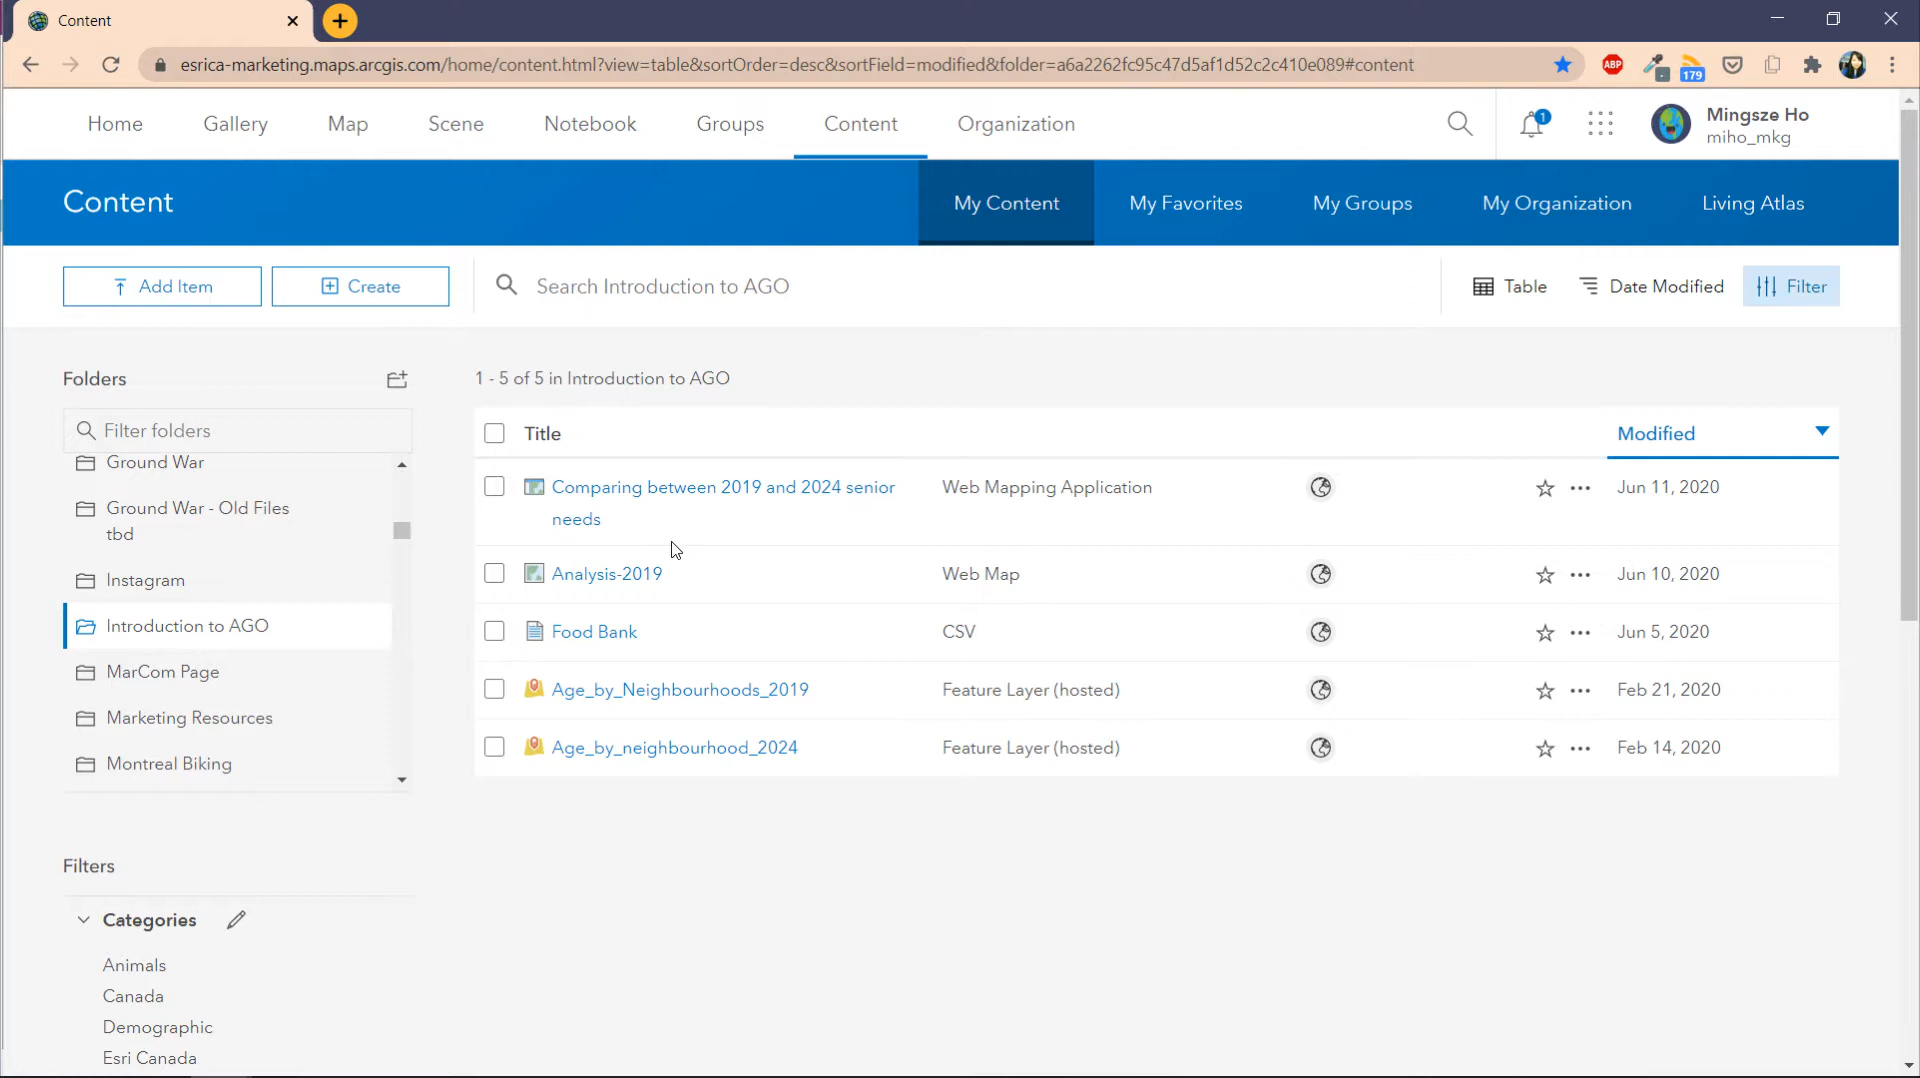 Content
esrica-marketing.maps.arcgis.com/home/content.html?view=table&sortOrder=desc&sortField=modified&folder=a6a2262fc95c47d5af1d52c2c410e089#content
ABP
179
Home Gallery Map Scene Notebook Groups Content Organization
1
Mingsze Ho
miho_mkg
Content My Content My Favorites My Groups My Organization Living Atlas
Add Item Create Search Introduction to AGO Table Date Modified Filter
Folders
1 - 5 of 5 in Introduction to AGO
Filter folders
Ground War
Ground War - Old Files
tbd
Instagram
Introduction to AGO
MarCom Page
Marketing Resources
Montreal Biking
Title Modified
Comparing between 2019 and 2024 senior Web Mapping Application Jun 11, 2020
needs
Analysis-2019 Web Map Jun 10, 2020
Food Bank CSV Jun 5, 2020
Age_by_Neighbourhoods_2019 Feature Layer (hosted) Feb 21, 2020
Age_by_neighbourhood_2024 Feature Layer (hosted) Feb 14, 2020
Filters
Categories
Animals
Canada
Demographic
Esri Canada